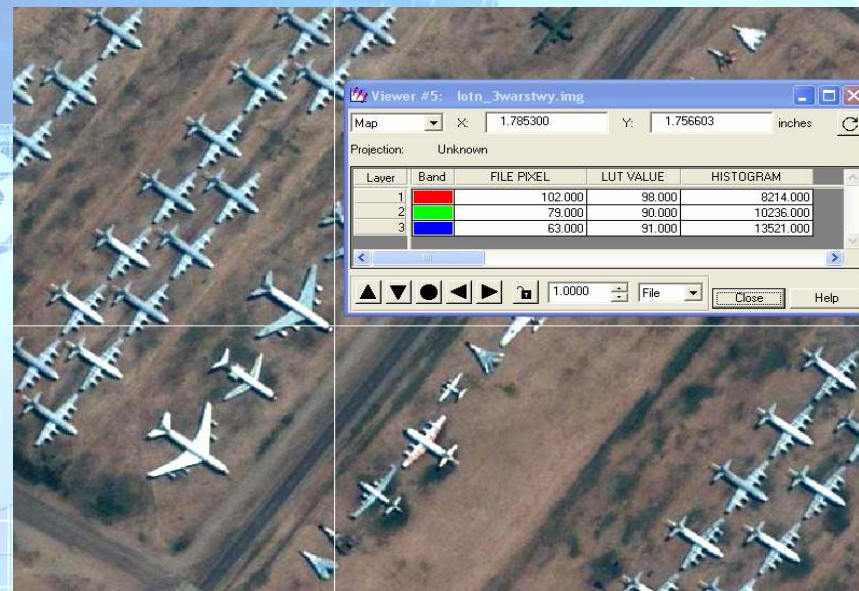 Viewer #5: lotn_3warstwy.img
Map X: 1.785300 Y: 1.756603 inches
Projection: Unknown
Layer Band FILE PIXEL LUT VALUE HISTOGRAM
1 102.000 98.000 8214.000
2 79.000 90.000 10236.000
3 63.000 91.000 13521.000
1.0000 File Close Help